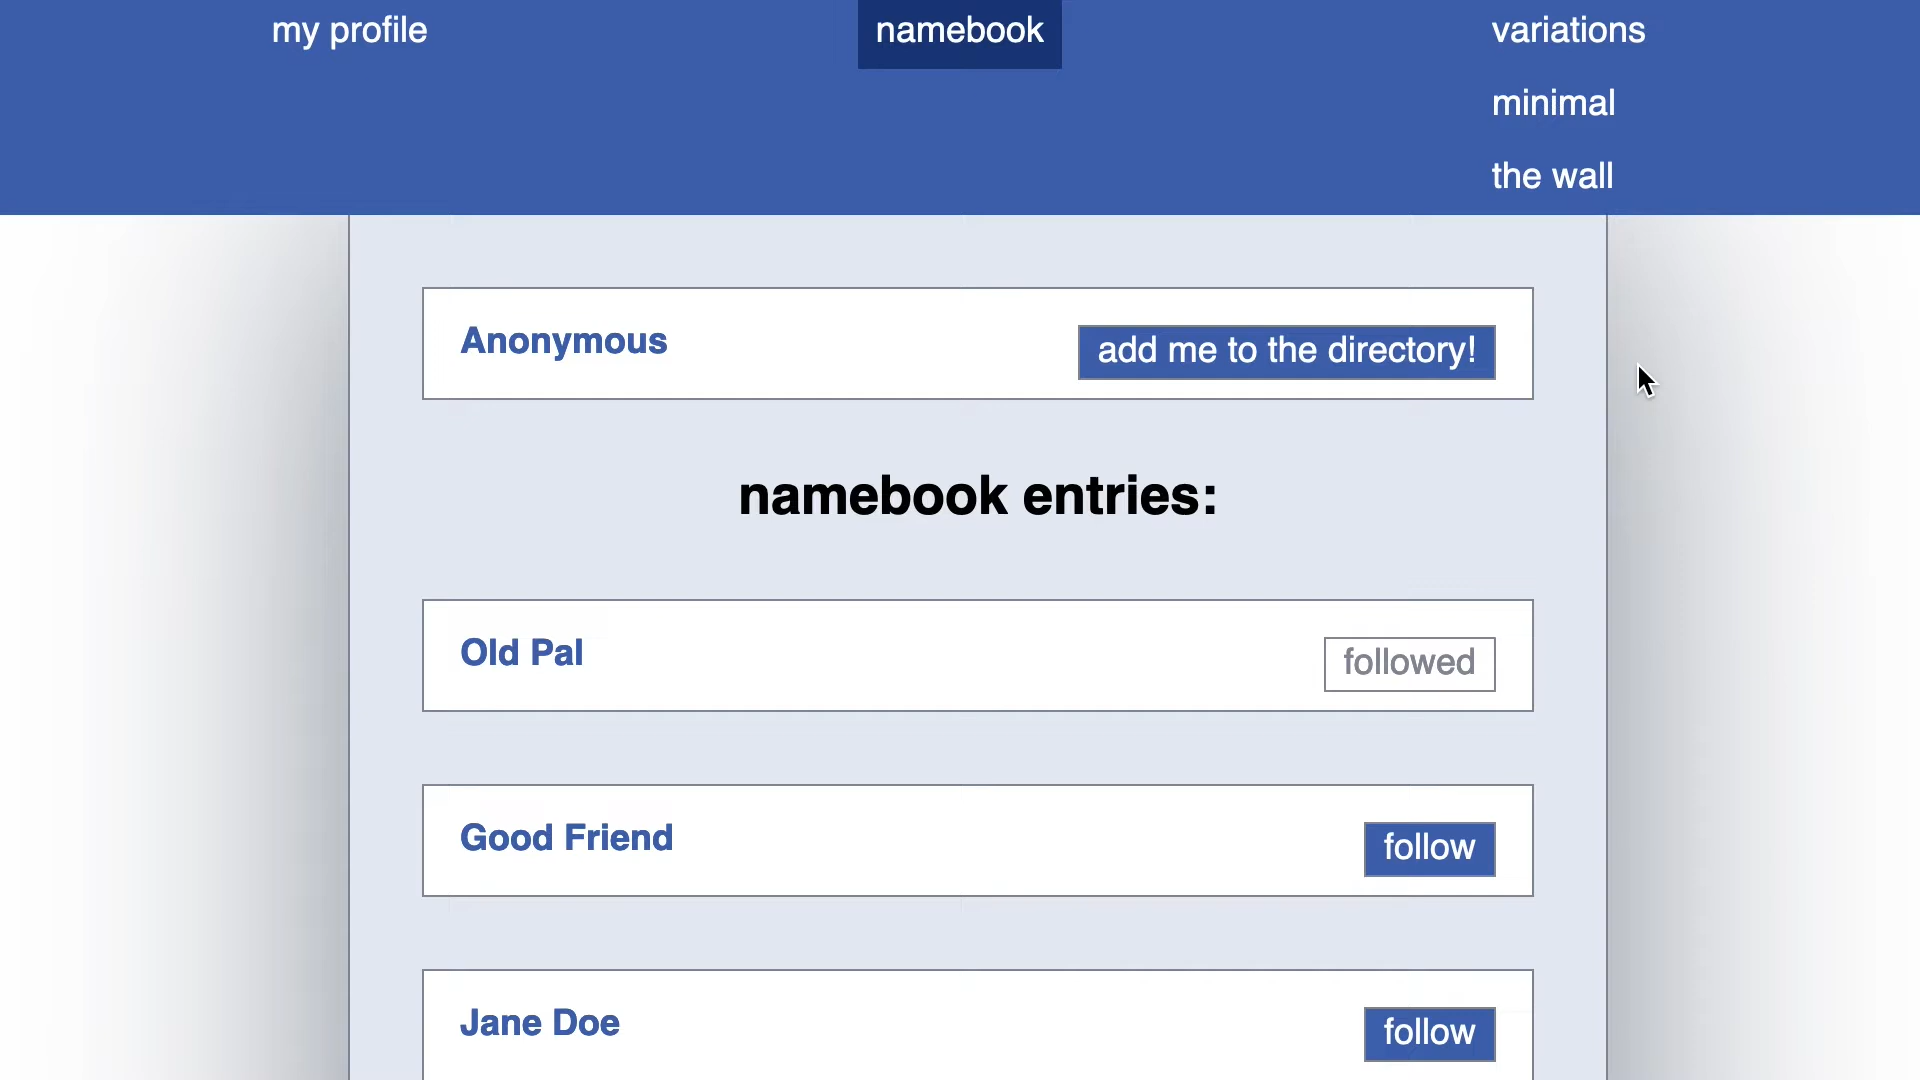 my profile
namebook
variations
minimal
the wall
Anonymous
add me to the directory!
namebook entries:
Old Pal
followed
Good Friend
follow
Jane Doe
follow